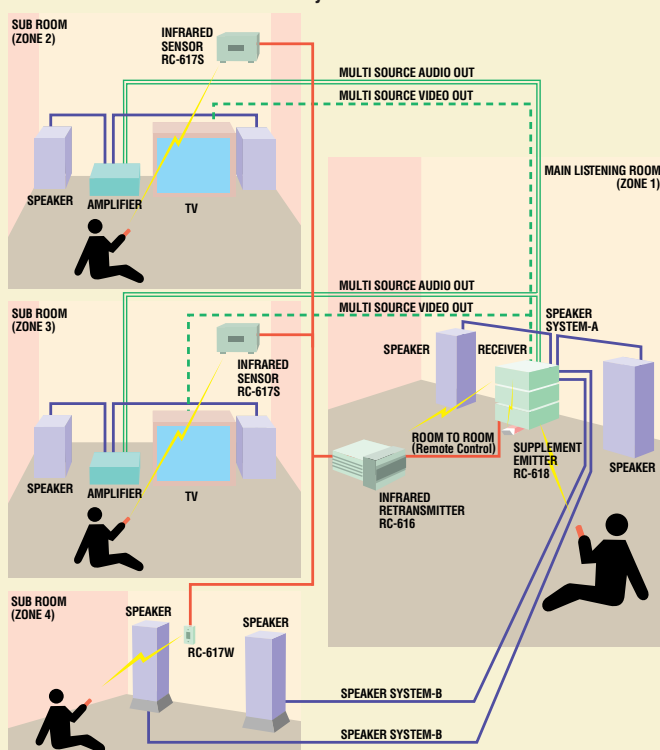 SUB ROOM
(ZONE 2)
INFRARED
SENSOR
RC-617S
MULTI SOURCE AUDIO OUT
MULTI SOURCE VIDEO OUT
SPEAKER
AMPLIFIER
TV
MAIN LISTENING ROOM
(ZONE 1)
MULTI SOURCE AUDIO OUT
MULTI SOURCE VIDEO OUT
SUB ROOM
(ZONE 3)
INFRARED
SENSOR
RC-617S
SPEAKER
AMPLIFIER
TV
SPEAKER
SYSTEM-A
SPEAKER
RECEIVER
ROOM TO ROOM
(Remote Control)
SUPPLEMENT
EMITTER
RC-618
SPEAKER
INFRARED
RETRANSMITTER
RC-616
SUB ROOM
(ZONE 4)
SPEAKER
SPEAKER
RC-617W
SPEAKER SYSTEM-B
SPEAKER SYSTEM-B